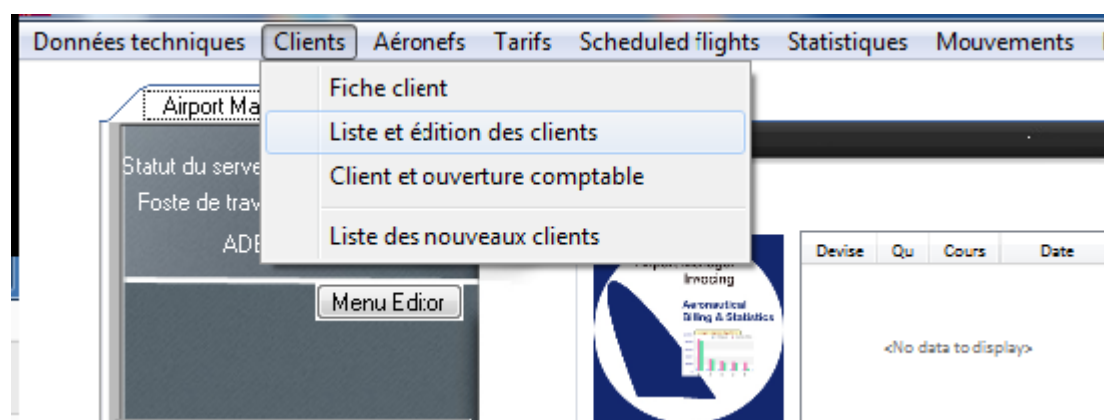 Données techniques Clients Aéronefs Tarifs Scheduled flights Statistiques Mouvements
Fiche client
Airport Ma
Liste et édition des clients
Statut du serve
Client et ouverture comptable
Foste de trav
Liste des nouveaux clients
ADE
Devise Qu Cours Date
Invoicing
Menu Editor
Aeronautical
Billing & Statistics
<No data to display>